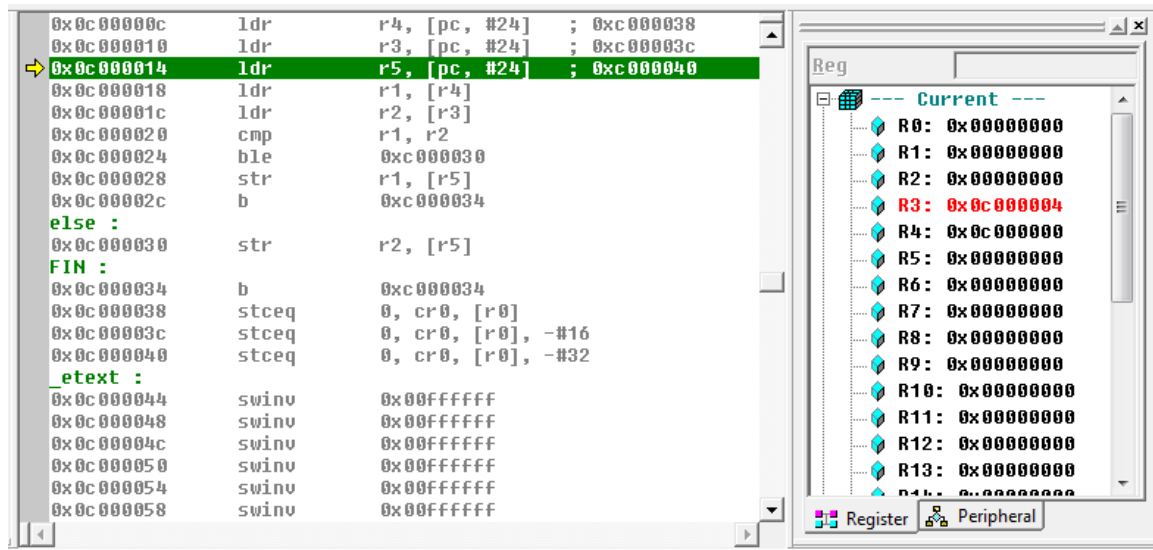 0x0c00000c ldr r4, [pc, #24] ; 0xc000038
0x0c000010 ldr r3, [pc, #24] ; 0xc00003c
0x0c000014 ldr r5, [pc, #24] ; 0xc000040
0x0c000018 ldr r1, [r4]
0x0c00001c ldr r2, [r3]
0x0c000020 cmp r1, r2
0x0c000024 ble 0xc000030
0x0c000028 str r1, [r5]
0x0c00002c b 0xc000034
else :
0x0c000030 str r2, [r5]
FIN :
0x0c000034 b 0xc000034
0x0c000038 stceq 0, cr0, [r0]
0x0c00003c stceq 0, cr0, [r0], -#16
0x0c000040 stceq 0, cr0, [r0], -#32
_etext :
0x0c000044 swinv 0x00ffffff
0x0c000048 swinv 0x00ffffff
0x0c00004c swinv 0x00ffffff
0x0c000050 swinv 0x00ffffff
0x0c000054 swinv 0x00ffffff
0x0c000058 swinv 0x00ffffff
Reg
--- Current ---
R0: 0x00000000
R1: 0x00000000
R2: 0x00000000
R3: 0x0c000004
R4: 0x0c000000
R5: 0x00000000
R6: 0x00000000
R7: 0x00000000
R8: 0x00000000
R9: 0x00000000
R10: 0x00000000
R11: 0x00000000
R12: 0x00000000
R13: 0x00000000
R14: 0x00000000
Register Peripheral